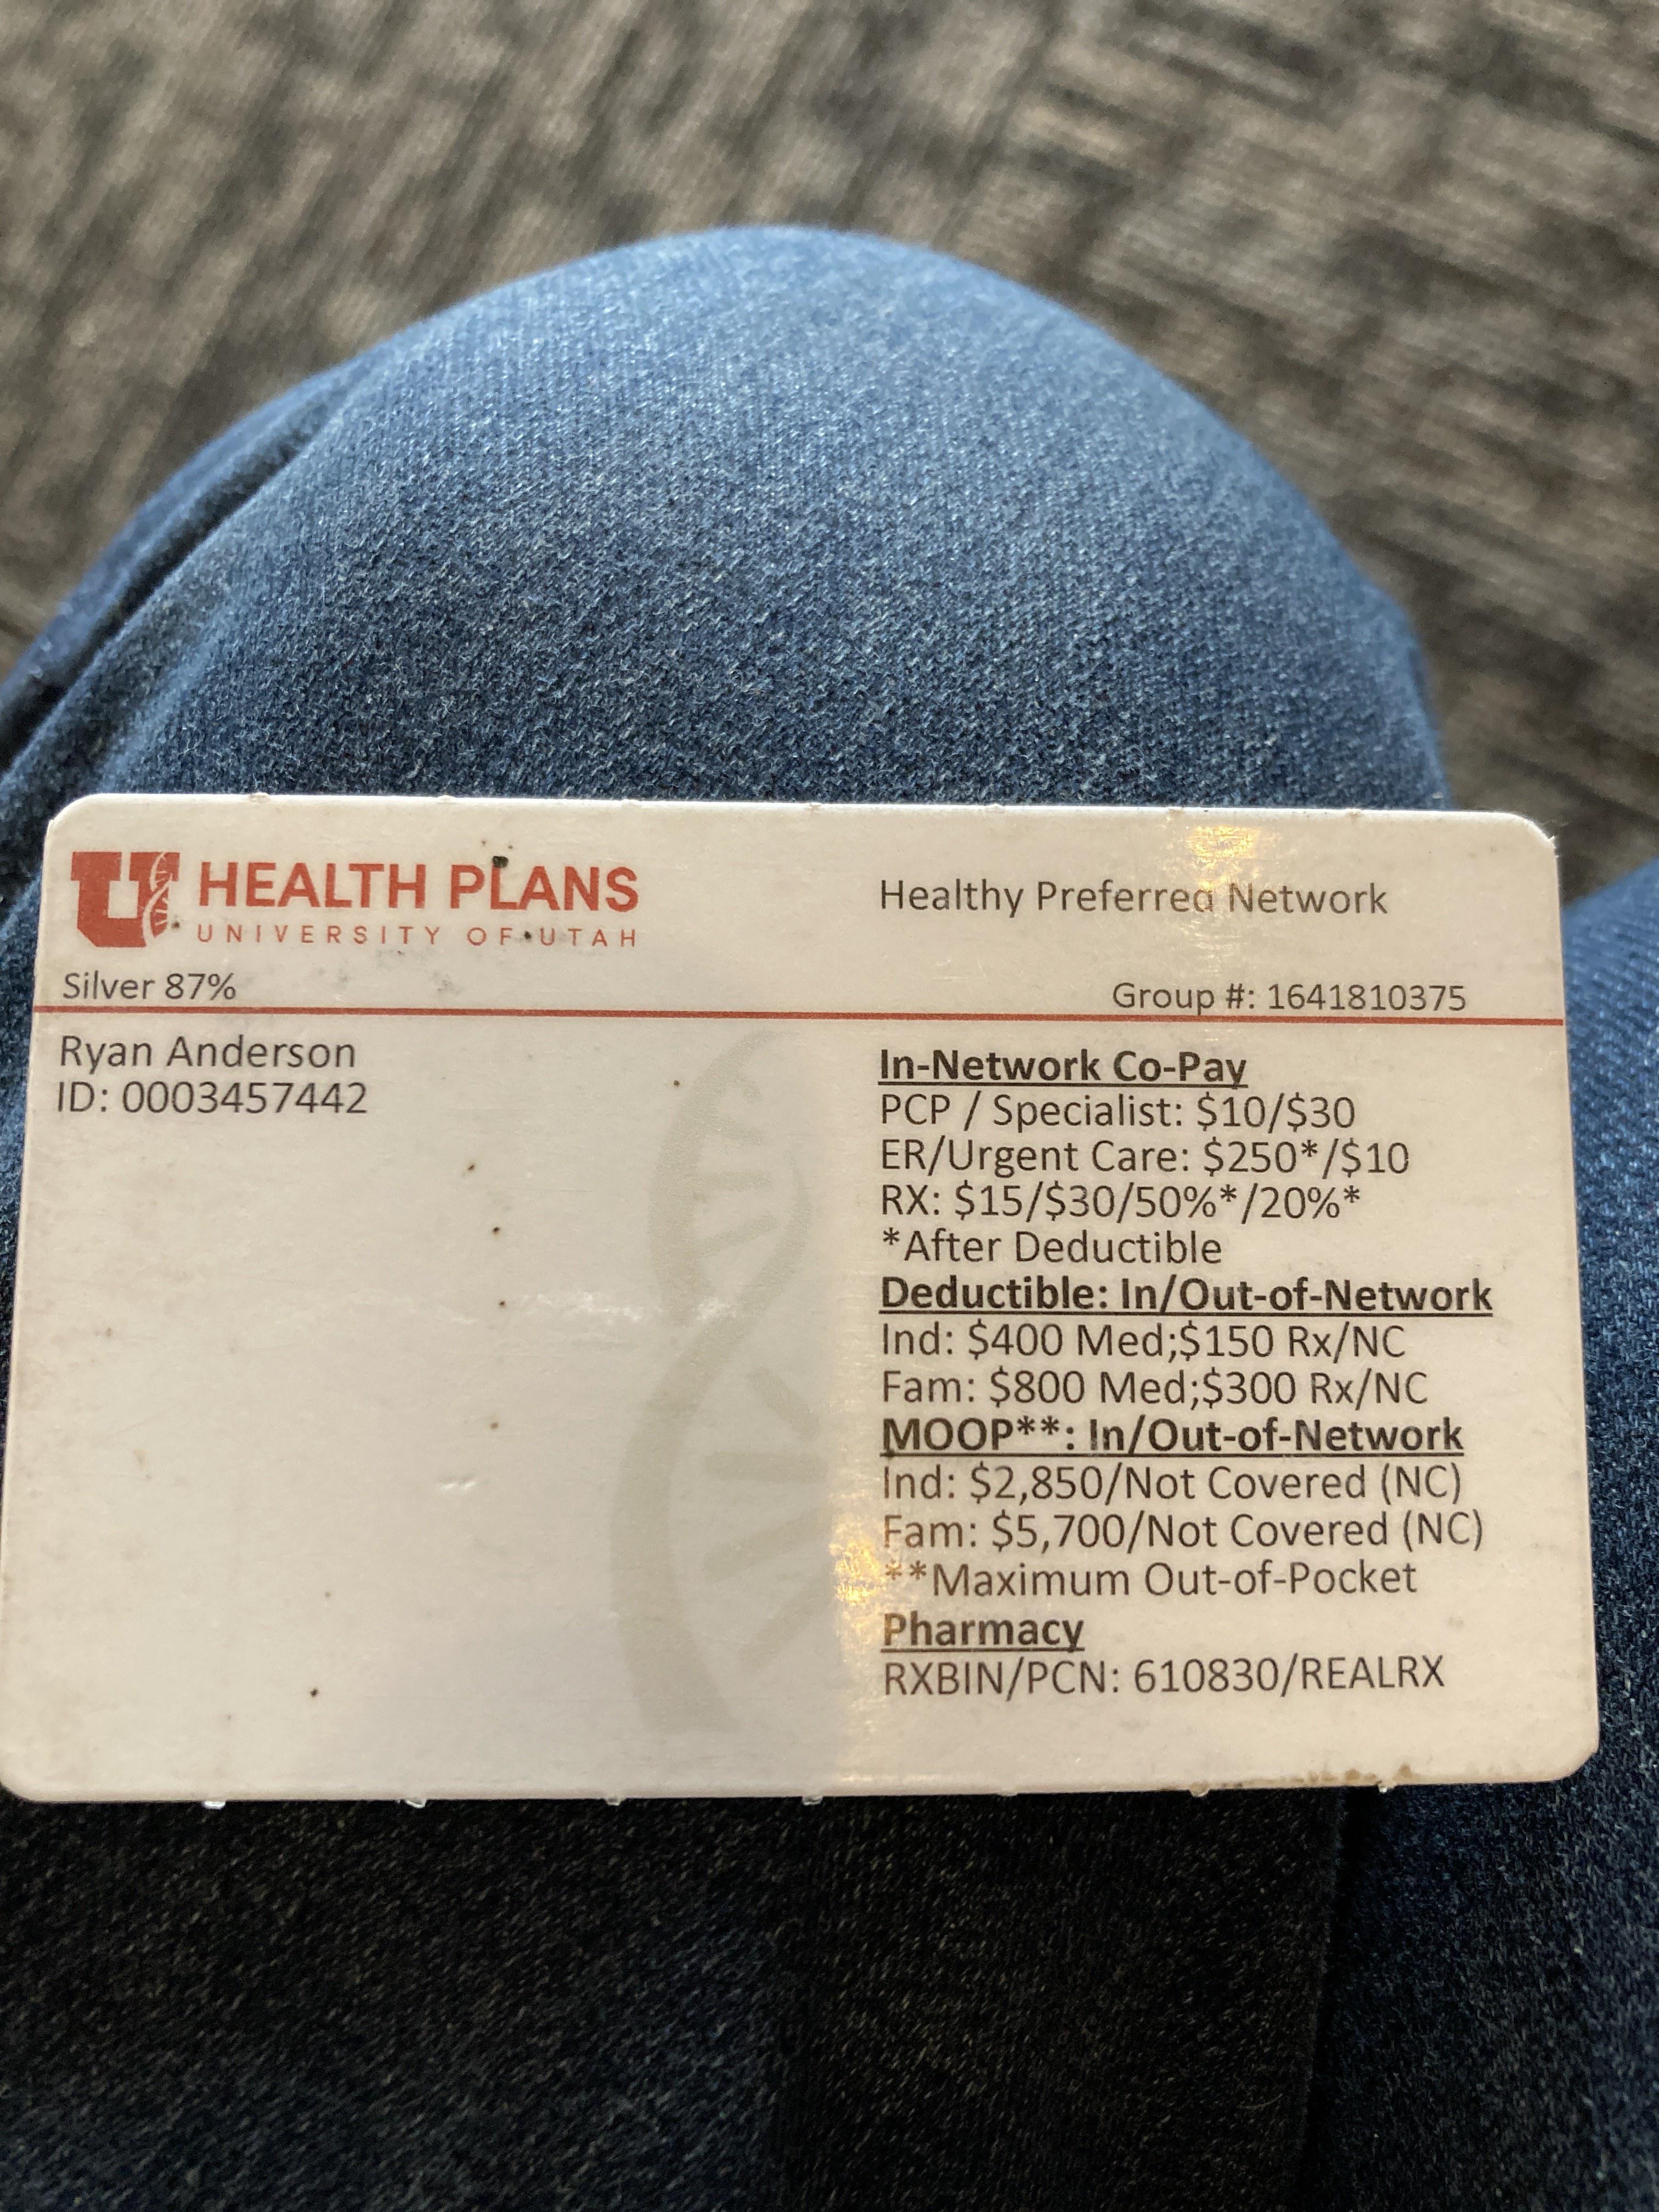 U HEALTH PLANS
UNIVERSITY OF UTAH
Healthy Preferred Network
Silver 87%
Group #: 1641810375
Ryan Anderson
ID: 0003457442
In-Network Co-Pay
PCP / Specialist: $10/$30
ER/Urgent Care: $250*/$10
RX: $15/$30/50%*/20%*
*After Deductible
Deductible: In/Out-of-Network
Ind: $400 Med;$150 Rx/NC
Fam: $800 Med;$300 Rx/NC
MOOP**: In/Out-of-Network
Ind: $2,850/Not Covered (NC)
Fam: $5,700/Not Covered (NC)
**Maximum Out-of-Pocket
Pharmacy
RXBIN/PCN: 610830/REALRX